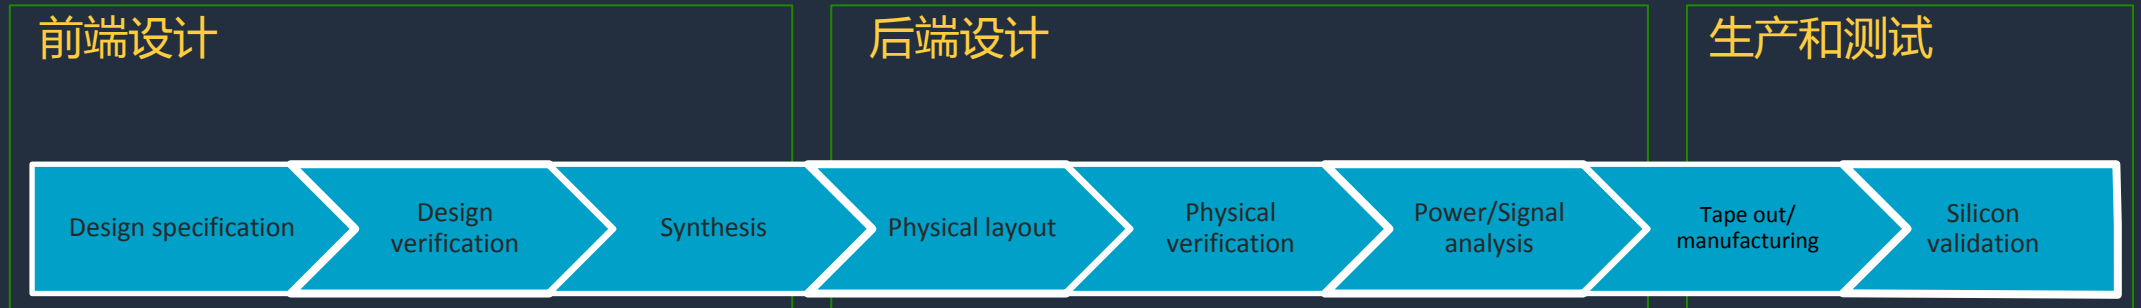 前端设计
后端设计
生产和测试
Design specification
Design
verification
Synthesis
Physical layout
Physical
verification
Power/Signal
analysis
Tape out/
manufacturing
Silicon
validation